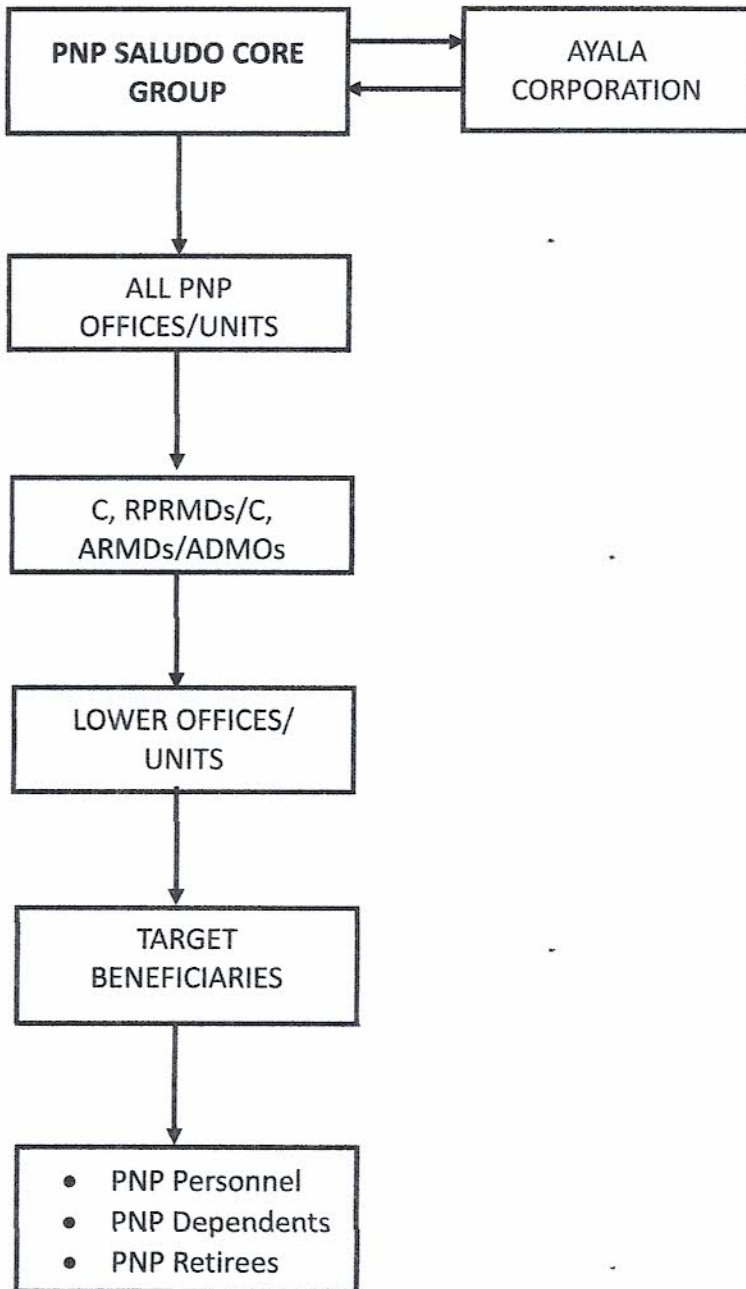 PNP SALUDO CORE
GROUP
AYALA
CORPORATION
ALL PNP
OFFICES/UNITS
C, RPRMDs/C,
ARMDs/ADMOs
LOWER OFFICES/
UNITS
TARGET
BENEFICIARIES
• PNP Personnel
• PNP Dependents
• PNP Retirees